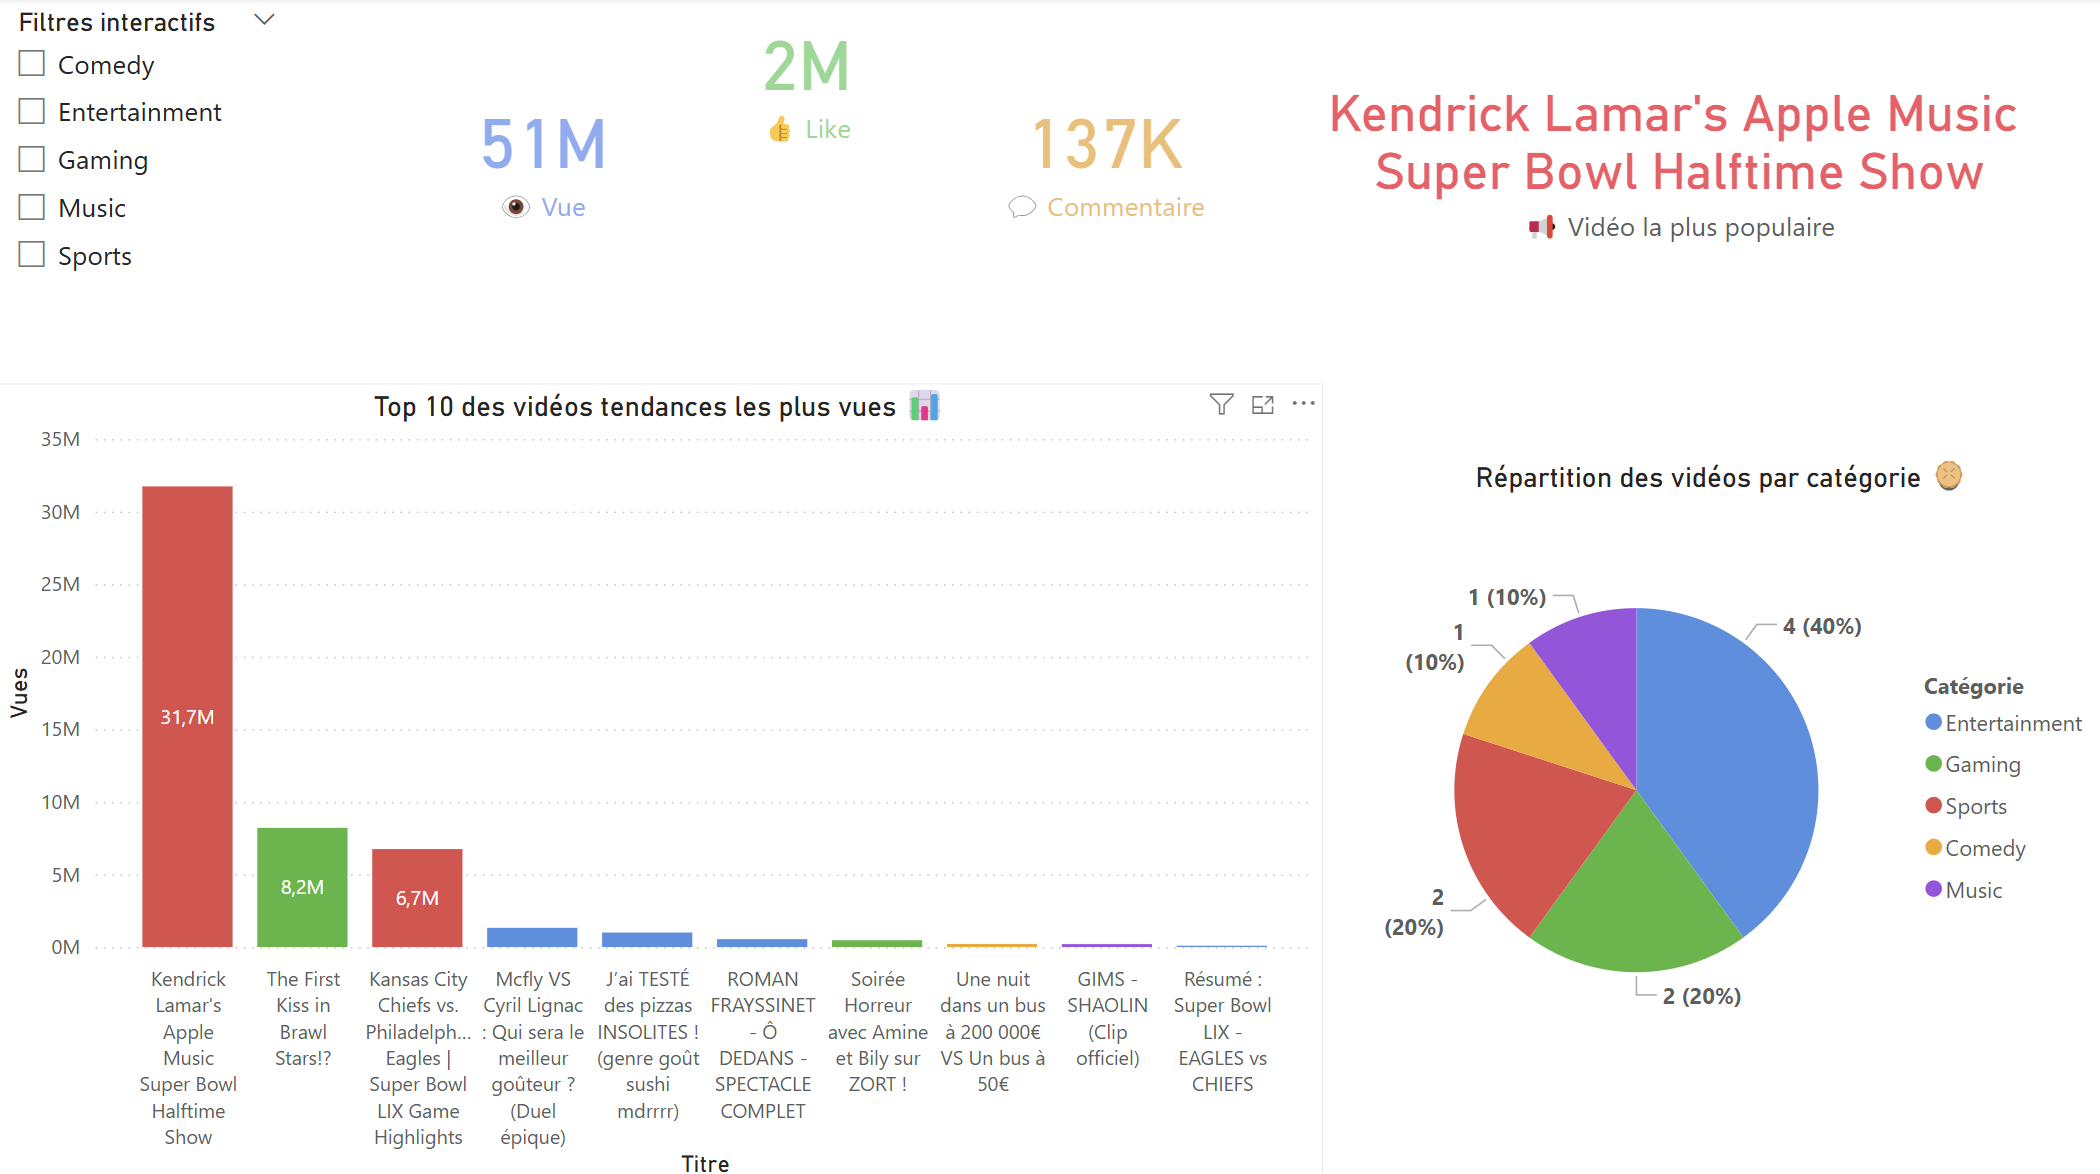 Filtres interactifs
Comedy
Entertainment
Gaming
Music
Sports
51M
Vue
2M
Like
137K
Commentaire
Kendrick Lamar's Apple Music
Super Bowl Halftime Show
Vidéo la plus populaire
Top 10 des vidéos tendances les plus vues
Vues
35M
30M
25M
20M
15M
10M
5M
0M
31,7M
8,2M
6,7M
Kendrick
Lamar's
Apple
Music
Super Bowl
Halftime
Show
The First
Kiss in
Brawl
Stars!?
Kansas City
Chiefs vs.
Philadelph...
Eagles |
Super Bowl
LIX Game
Highlights
Mcfly VS
Cyril Lignac
: Qui sera le
meilleur
goûteur ?
(Duel
épique)
J'ai TESTÉ
des pizzas
INSOLITES !
(genre goût
sushi
mdrrrr)
ROMAN
FRAYSSINET
- Ô
DEDANS -
SPECTACLE
COMPLET
Soirée
Horreur
avec Amine
et Bily sur
ZORT !
Une nuit
dans un bus
à 200 000€
VS Un bus à
50€
GIMS -
SHAOLIN
(Clip
officiel)
Résumé :
Super Bowl
LIX -
EAGLES vs
CHIEFS
Titre
Répartition des vidéos par catégorie
1 (10%)
1
(10%)
4 (40%)
2
(20%)
2 (20%)
Catégorie
Entertainment
Gaming
Sports
Comedy
Music